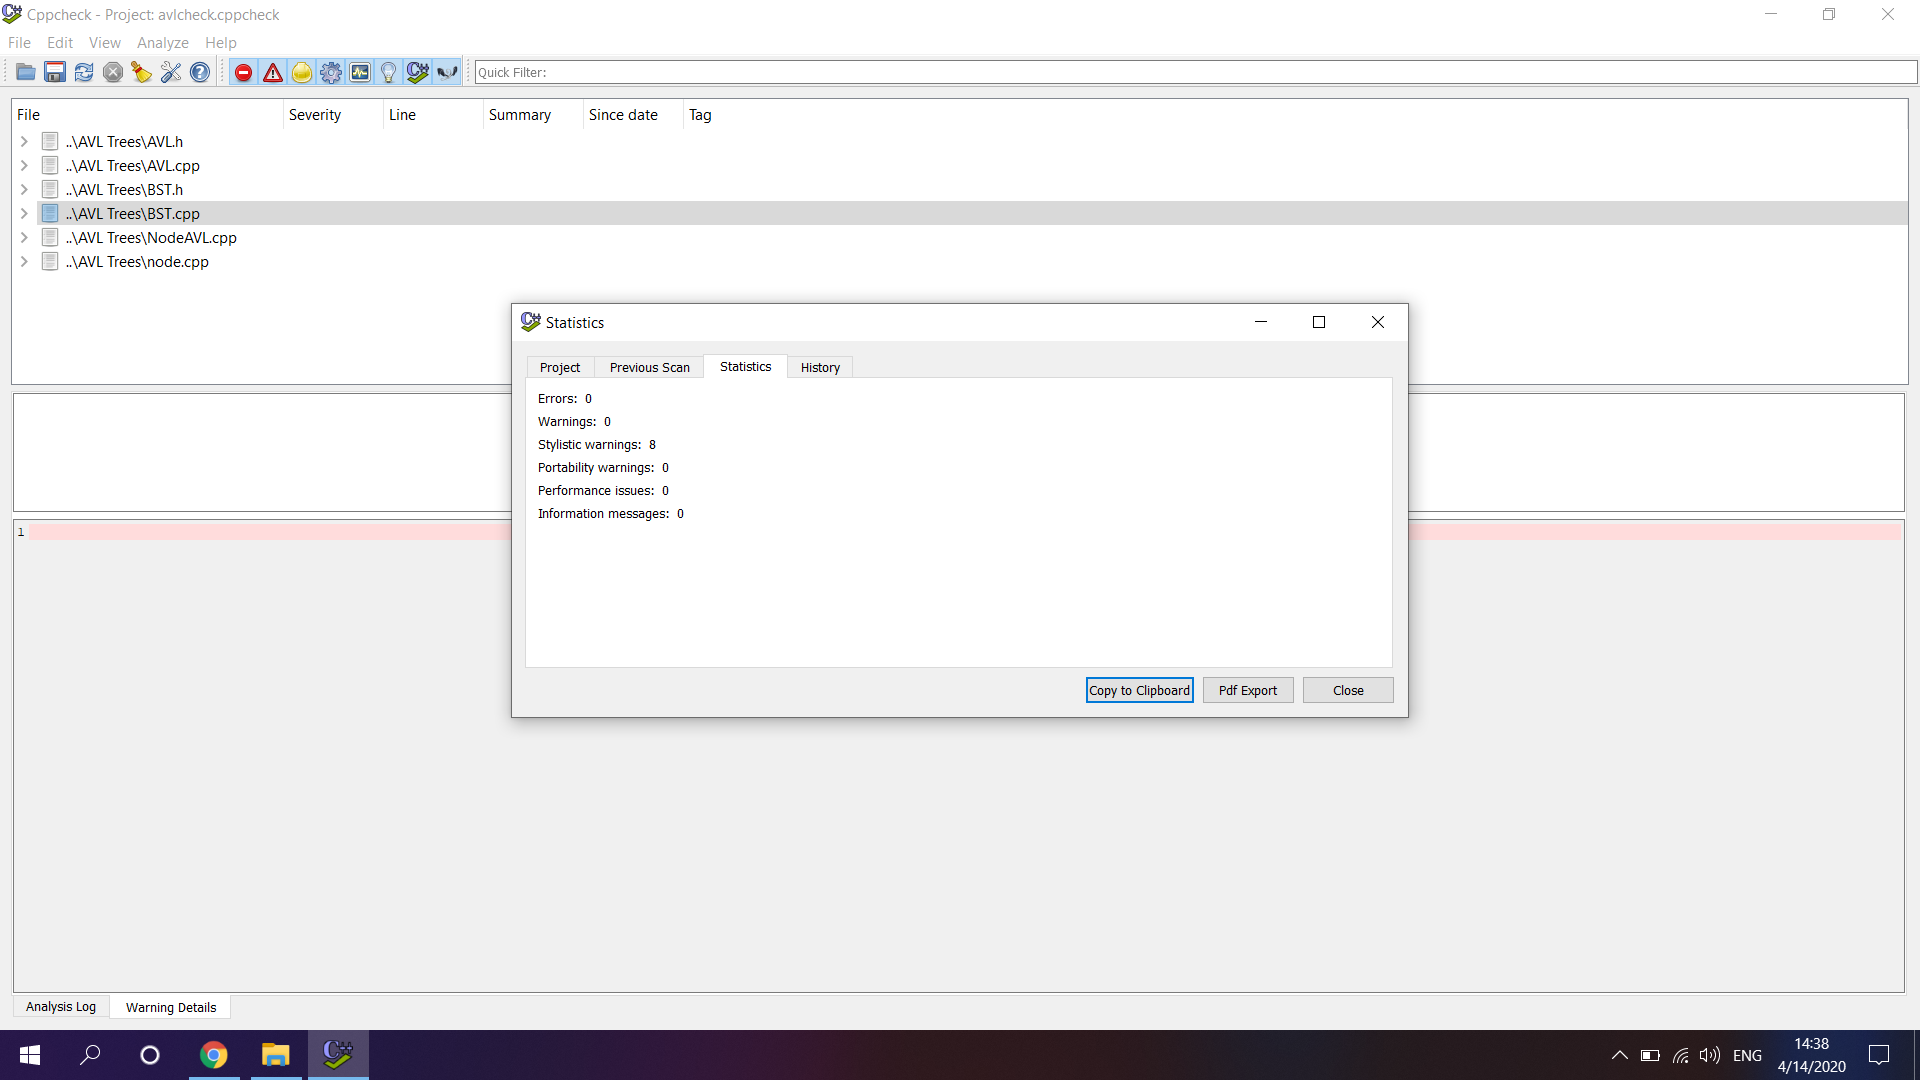 Cppcheck - Project: avlcheck.cppcheck
File Edit View Analyze Help
Quick Filter:
File Severity Line Summary Since date Tag
..\AVL Trees\AVL.h
..\AVL Trees\AVL.cpp
..\AVL Trees\BST.h
..\AVL Trees\BST.cpp
..\AVL Trees\NodeAVL.cpp
..\AVL Trees\node.cpp
Statistics
Project Previous Scan Statistics History
Errors: 0
Warnings: 0
Stylistic warnings: 8
Portability warnings: 0
Performance issues: 0
Information messages: 0
Copy to Clipboard Pdf Export Close
1
Analysis Log Warning Details
ENG
14:38
4/14/2020